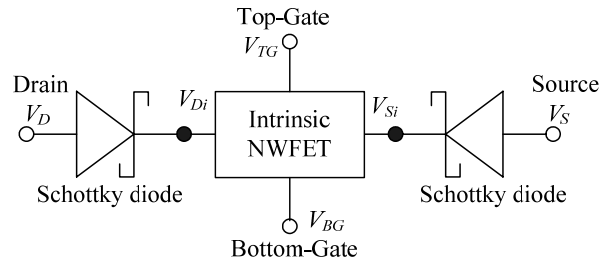 Top-Gate
V_TG
Drain
V_D
V_Di
Intrinsic
NWFET
V_Si
Source
V_S
Schottky diode
Schottky diode
V_BG
Bottom-Gate